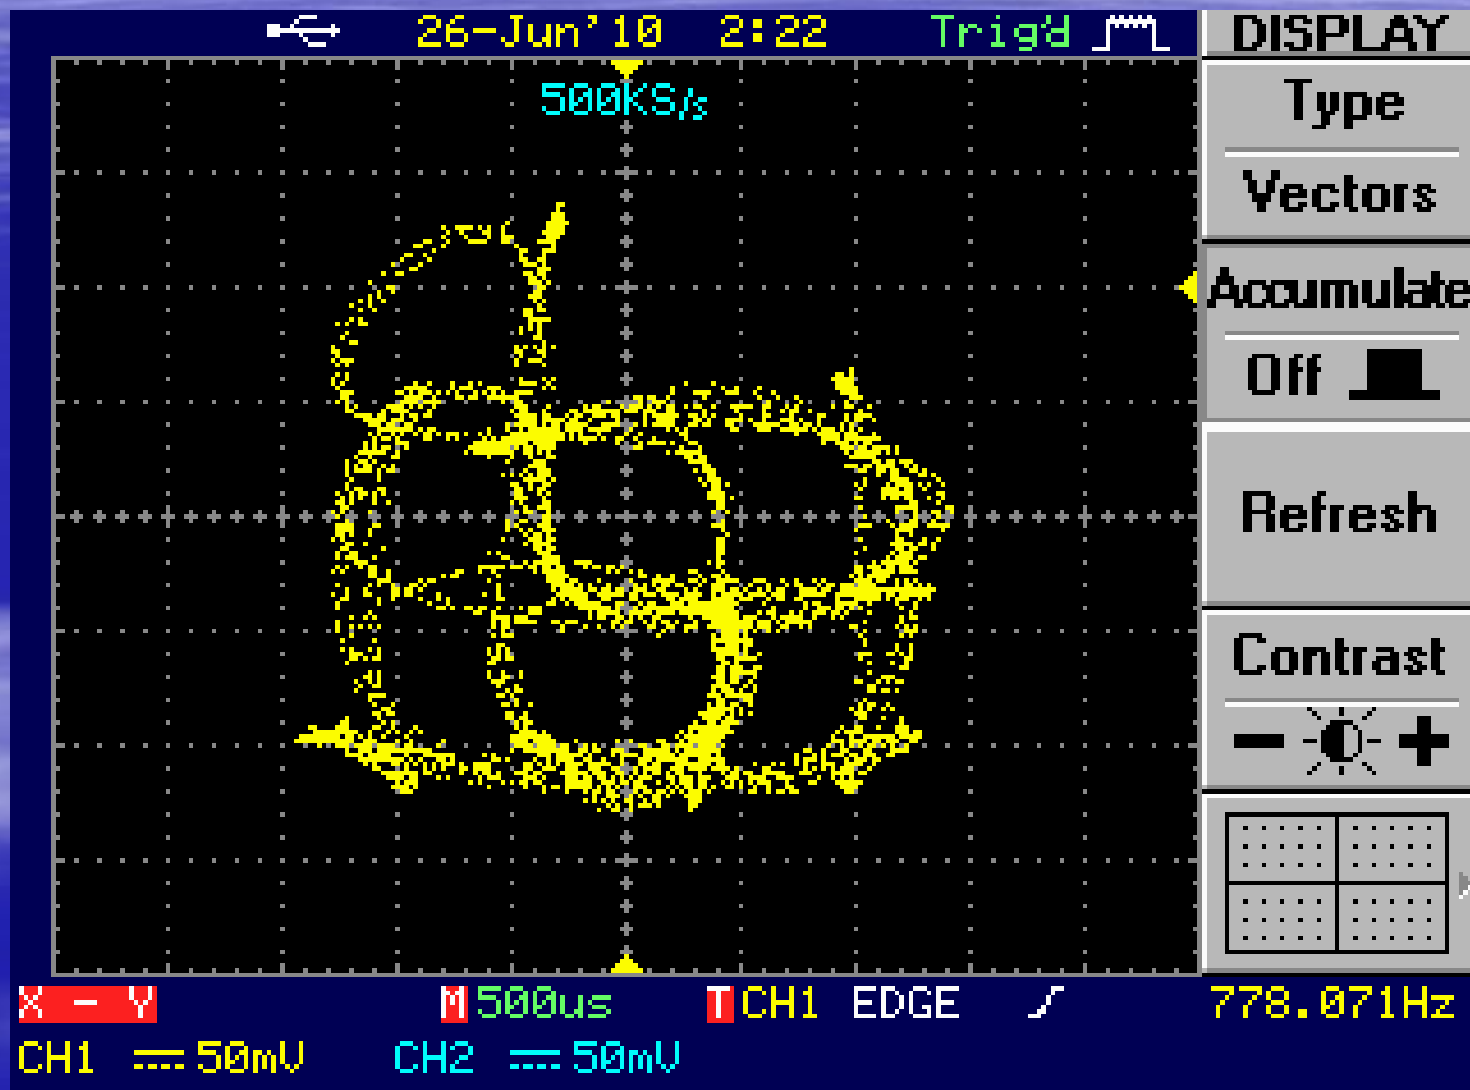 26-Jun'10 2:22 Trig'd DISPLAY
500KS/s
Type
Vectors
Accumulate
Off
Refresh
Contrast
- +
X - Y M 500us T CH1 EDGE 778.071Hz
CH1 50mV CH2 50mV